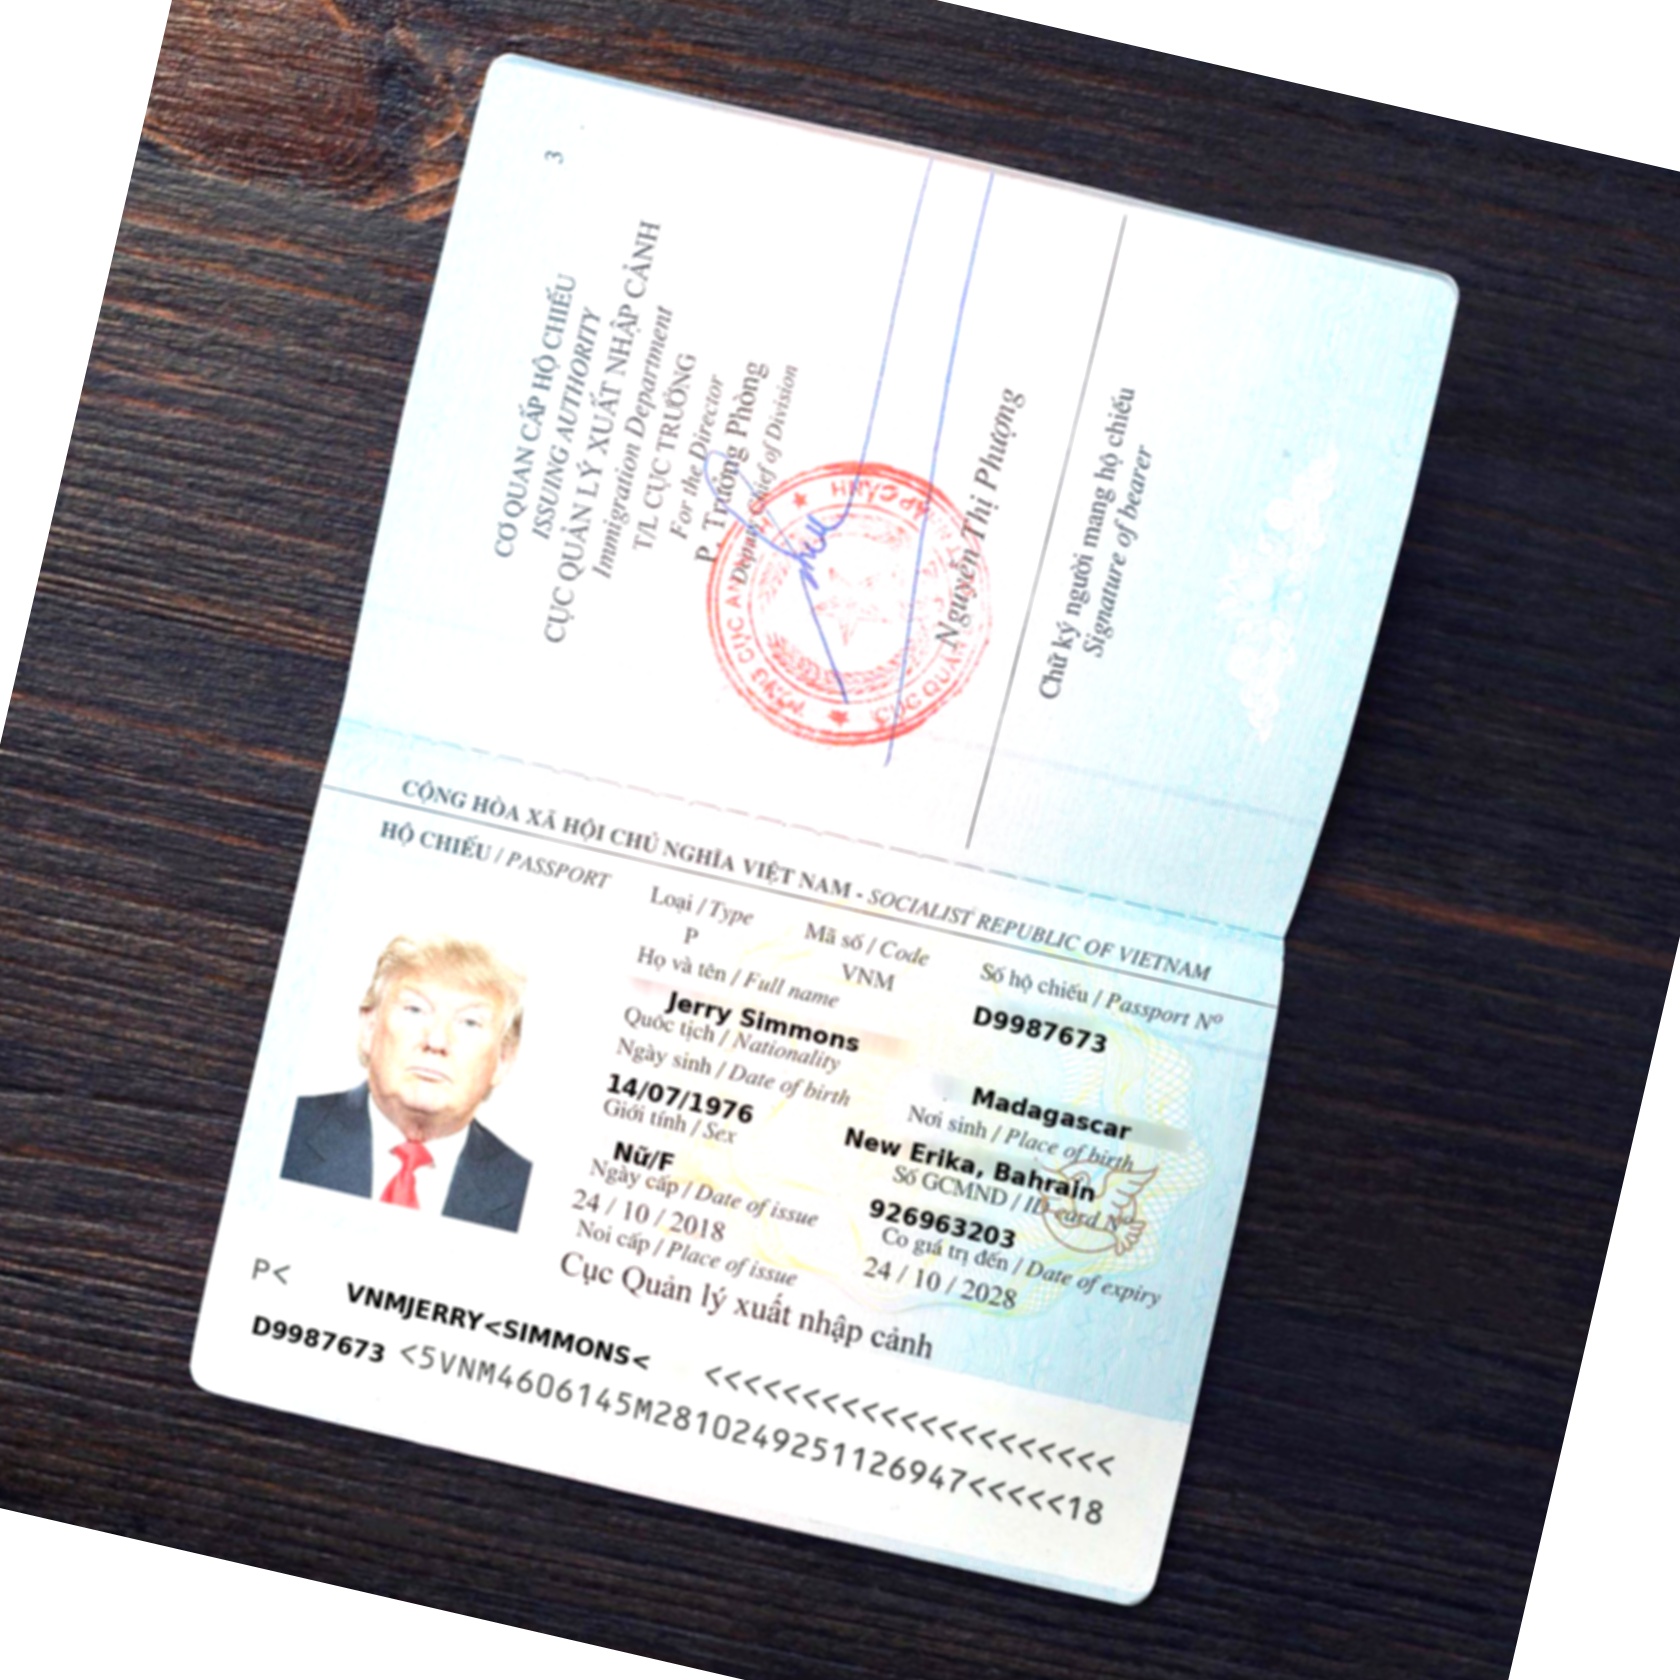 3
CƠ QUAN CẤP HỘ CHIẾU
ISSUING AUTHORITY
CỤC QUẢN LÝ XUẤT NHẬP CẢNH
Immigration Department
T/L CỤC TRƯỞNG
For the Director
P. Trưởng Phòng
Deputy Chief of Division
Nguyễn Thị Phượng
Chữ ký người mang hộ chiếu
Signature of bearer
CỘNG HÒA XÃ HỘI CHỦ NGHĨA VIỆT NAM - SOCIALIST REPUBLIC OF VIETNAM
HỘ CHIẾU / PASSPORT
Loại / Type Mã số / Code Số hộ chiếu / Passport Nº
P VNM D9987673
Họ và tên / Full name
Jerry Simmons
Quốc tịch / Nationality
Madagascar
Ngày sinh / Date of birth Nơi sinh / Place of birth
14/07/1976 New Erika, Bahrain
Giới tính / Sex Số GCMND / ID card Nº
Nữ/F 926963203
Ngày cấp / Date of issue Co giá trị đến / Date of expiry
24 / 10 / 2018 24 / 10 / 2028
Noi cấp / Place of issue
Cục Quản lý xuất nhập cảnh
P< VNMJERRY<SIMMONS< <<<<<<<<<<<<<<<<<<<<<
D9987673 <5VNM4606145M2810249251126947<<<<<18